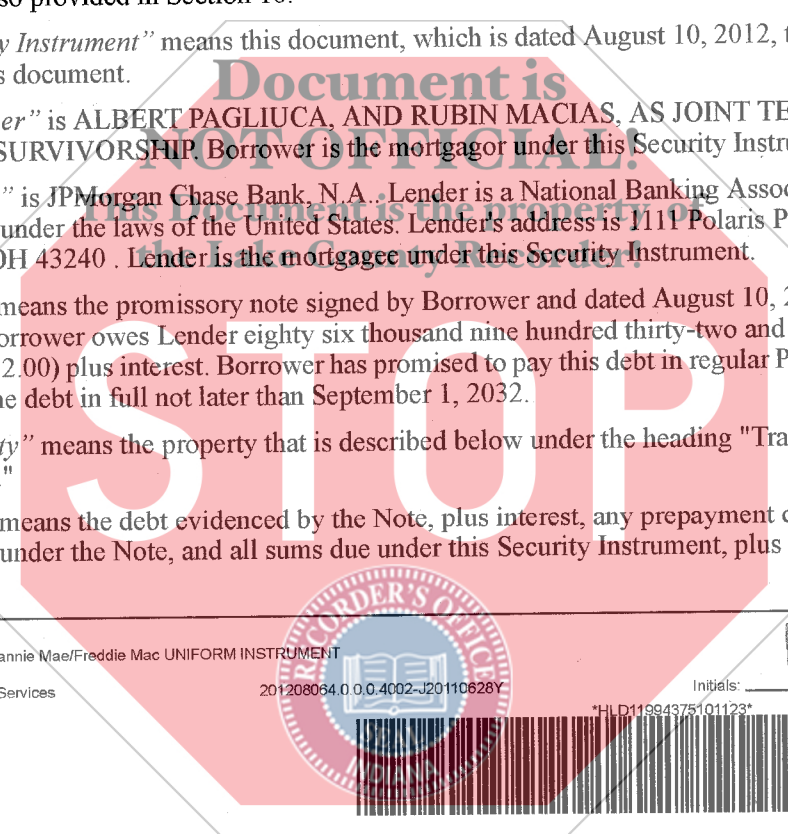 so provided in Section 16.
y Instrument” means this document, which is dated August 10, 2012, t
s document.
Document is
er” is ALBERT PAGLIUCA, AND RUBIN MACIAS, AS JOINT TE
NOT OFFICIAL!
SURVIVORSHIP. Borrower is the mortgagor under this Security Instru
” is JPMorgan Chase Bank, N.A.. Lender is a National Banking Assoc
This Document is the property of
under the laws of the United States. Lender's address is 1111 Polaris P
the Lake County Recorder!
OH 43240 . Lender is the mortgagee under this Security Instrument.
means the promissory note signed by Borrower and dated August 10, 2
orrower owes Lender eighty six thousand nine hundred thirty-two and
2.00) plus interest. Borrower has promised to pay this debt in regular P
he debt in full not later than September 1, 2032.
STOP
ty” means the property that is described below under the heading "Tra
."
means the debt evidenced by the Note, plus interest, any prepayment c
under the Note, and all sums due under this Security Instrument, plus
RECORDER'S OFFICE
annie Mae/Freddie Mac UNIFORM INSTRUMENT
Services
201208064.0.0.0.4002-J20110628Y
Initials:
*HLD11994375101123*
SEAL
INDIANA